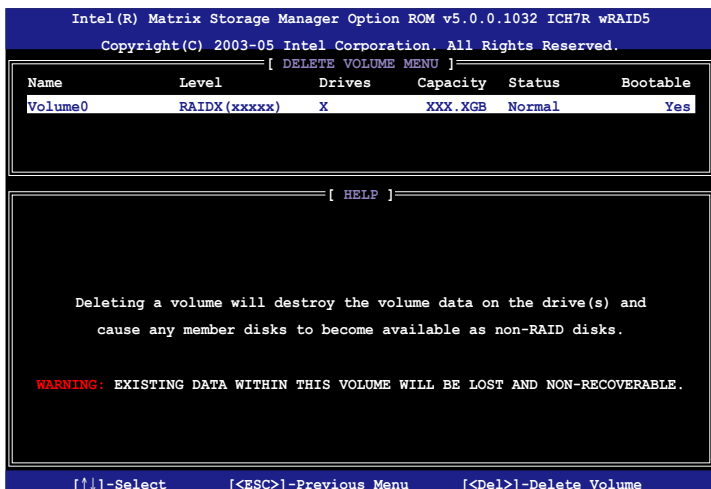 Intel(R) Matrix Storage Manager Option ROM v5.0.0.1032 ICH7R wRAID5
Copyright(C) 2003-05 Intel Corporation. All Rights Reserved.
[ DELETE VOLUME MENU ]
Name Level Drives Capacity Status Bootable
Volume0 RAIDX(xxxxx) X XXX.XGB Normal Yes
[ HELP ]
Deleting a volume will destroy the volume data on the drive(s) and
cause any member disks to become available as non-RAID disks.
WARNING: EXISTING DATA WITHIN THIS VOLUME WILL BE LOST AND NON-RECOVERABLE.
[↑↓]-Select [<ESC>]-Previous Menu [<Del>]-Delete Volume